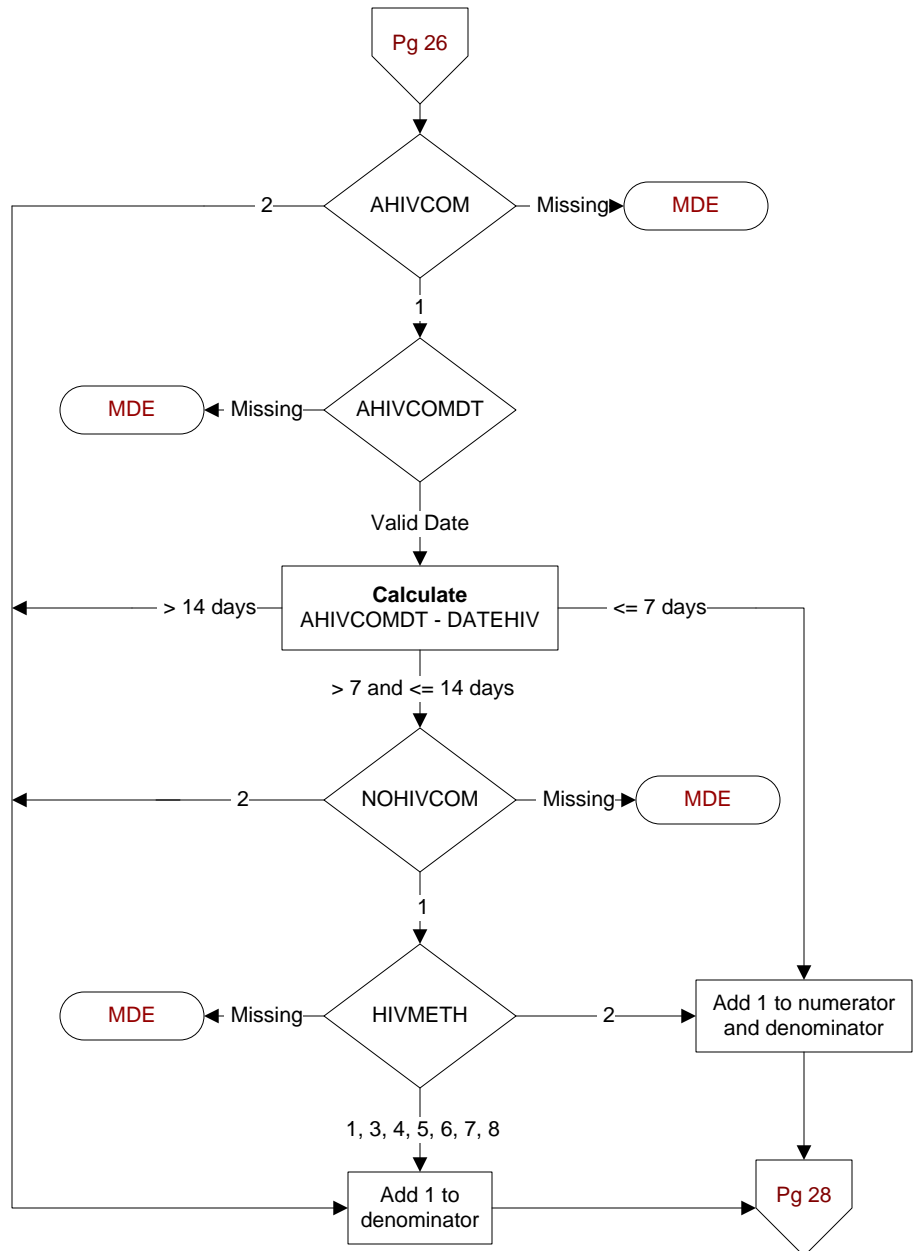 Pg 26
2
AHIVCOM
Missing
MDE
1
MDE
Missing
AHIVCOMDT
Valid Date
> 14 days
Calculate
AHIVCOMDT - DATEHIV
<= 7 days
> 7 and <= 14 days
2
NOHIVCOM
Missing
MDE
1
MDE
Missing
HIVMETH
2
Add 1 to numerator
and denominator
1, 3, 4, 5, 6, 7, 8
Add 1 to
denominator
Pg 28